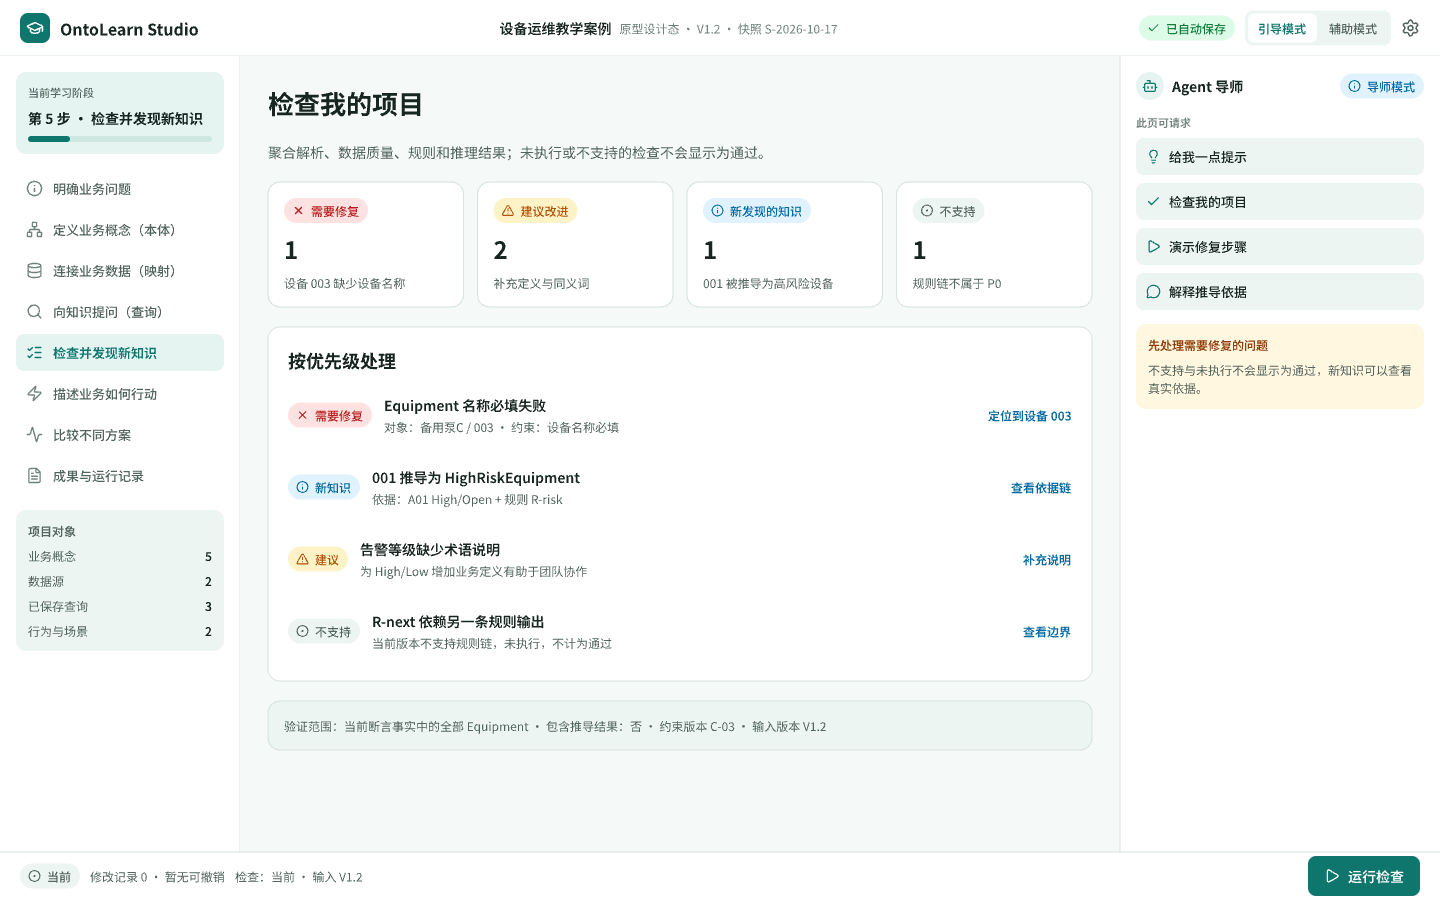 OntoLearn Studio
设备运维教学案例 原型设计态 · V1.2 · 快照 S-2026-10-17
已自动保存
引导模式
辅助模式
当前学习阶段
第 5 步 · 检查并发现新知识
明确业务问题
定义业务概念（本体）
连接业务数据（映射）
向知识提问（查询）
检查并发现新知识
描述业务如何行动
比较不同方案
成果与运行记录
项目对象
业务概念 5
数据源 2
已保存查询 3
行为与场景 2
检查我的项目
聚合解析、数据质量、规则和推理结果；未执行或不支持的检查不会显示为通过。
需要修复
1
设备 003 缺少设备名称
建议改进
2
补充定义与同义词
新发现的知识
1
001 被推导为高风险设备
不支持
1
规则链不属于 P0
按优先级处理
需要修复
Equipment 名称必填失败
对象：备用泵C / 003 · 约束：设备名称必填
定位到设备 003
新知识
001 推导为 HighRiskEquipment
依据：A01 High/Open + 规则 R-risk
查看依据链
建议
告警等级缺少术语说明
为 High/Low 增加业务定义有助于团队协作
补充说明
不支持
R-next 依赖另一条规则输出
当前版本不支持规则链，未执行，不计为通过
查看边界
验证范围：当前断言事实中的全部 Equipment · 包含推导结果：否 · 约束版本 C-03 · 输入版本 V1.2
Agent 导师
导师模式
此页可请求
给我一点提示
检查我的项目
演示修复步骤
解释推导依据
先处理需要修复的问题
不支持与未执行不会显示为通过，新知识可以查看
真实依据。
当前 修改记录 0 · 暂无可撤销 检查：当前 · 输入 V1.2
运行检查